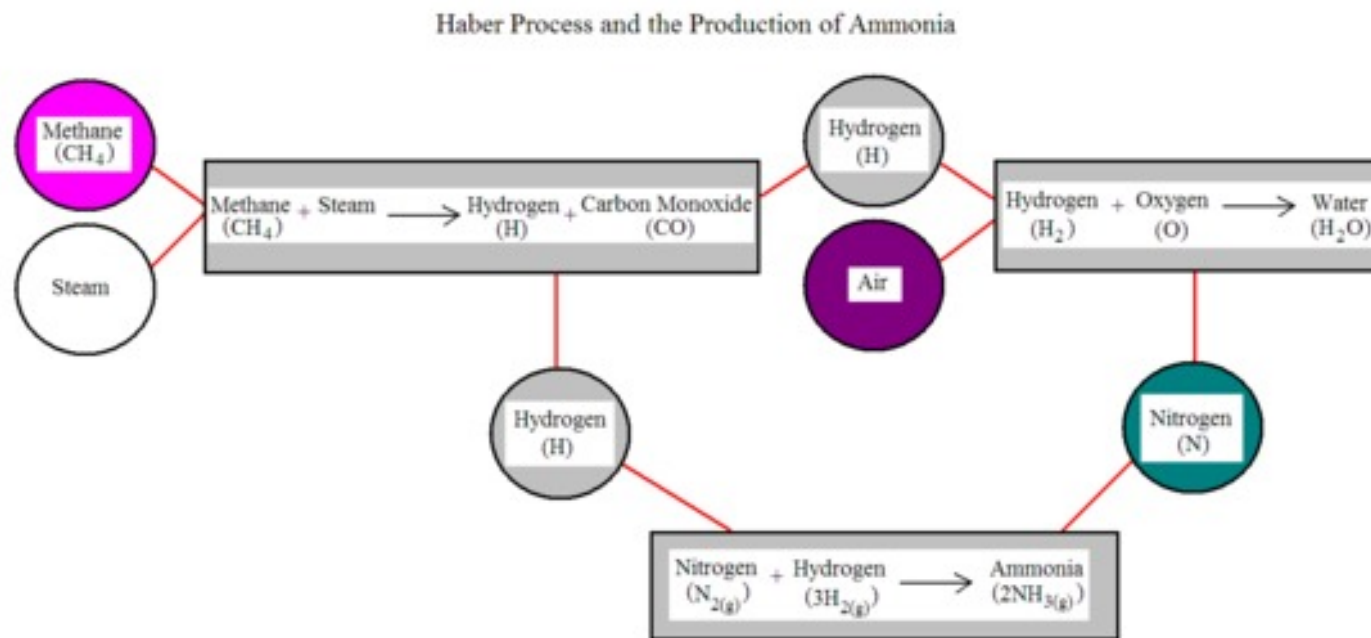 Haber Process and the Production of Ammonia
Methane
(CH₄)
Steam
Methane + Steam ⟶ Hydrogen + Carbon Monoxide
(CH₄) (H) (CO)
Hydrogen
(H)
Air
Hydrogen + Oxygen ⟶ Water
(H₂) (O) (H₂O)
Hydrogen
(H)
Nitrogen
(N)
Nitrogen + Hydrogen ⟶ Ammonia
(N₂(g)) (3H₂(g)) (2NH₃(g))